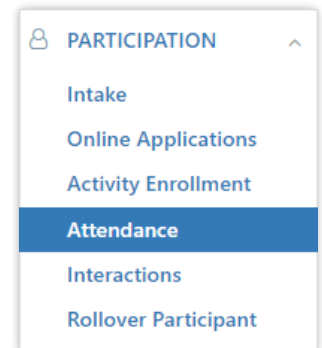 PARTICIPATION
Intake
Online Applications
Activity Enrollment
Attendance
Interactions
Rollover Participant